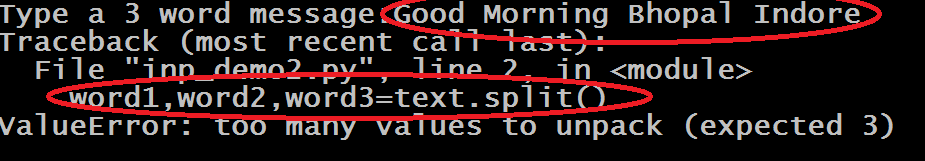 Type a 3 word message:Good Morning Bhopal Indore
Traceback (most recent call last):
  File "inp_demo2.py", line 2, in <module>
    word1,word2,word3=text.split()
ValueError: too many values to unpack (expected 3)